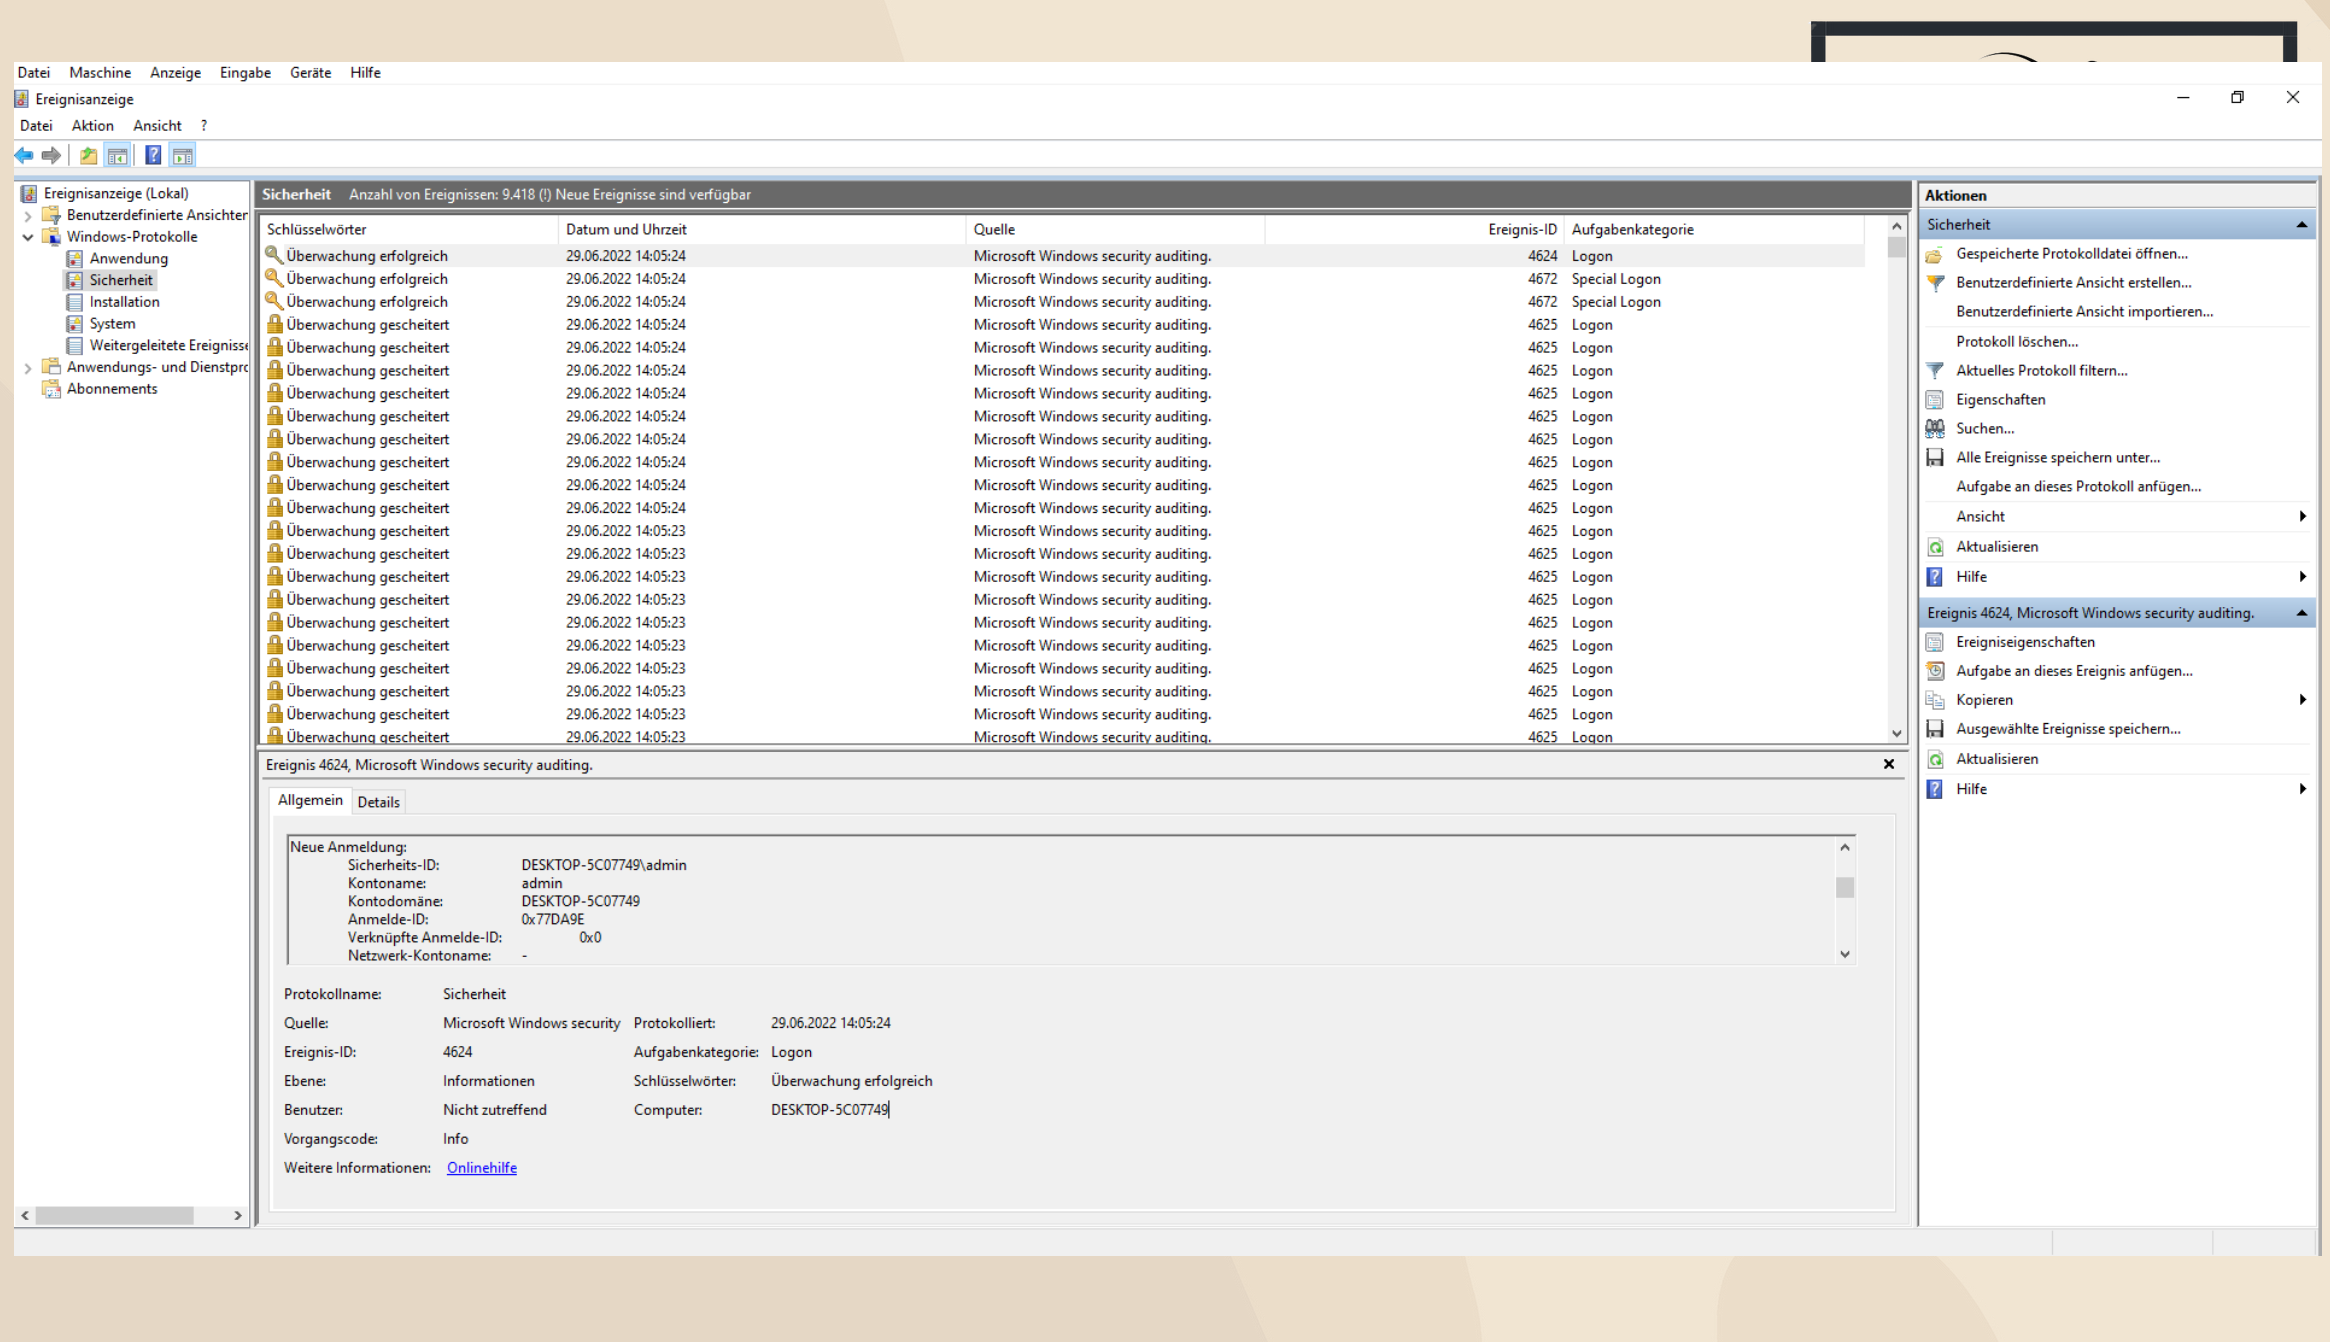 Datei Maschine Anzeige Eingabe Geräte Hilfe
Ereignisanzeige
Datei Aktion Ansicht ?
Ereignisanzeige (Lokal)
Benutzerdefinierte Ansichten
Windows-Protokolle
Anwendung
Sicherheit
Installation
System
Weitergeleitete Ereignisse
Anwendungs- und Dienstpro
Abonnements
Sicherheit Anzahl von Ereignissen: 9.418 (!) Neue Ereignisse sind verfügbar
Schlüsselwörter Datum und Uhrzeit Quelle Ereignis-ID Aufgabenkategorie
Überwachung erfolgreich 29.06.2022 14:05:24 Microsoft Windows security auditing. 4624 Logon
Überwachung erfolgreich 29.06.2022 14:05:24 Microsoft Windows security auditing. 4672 Special Logon
Überwachung erfolgreich 29.06.2022 14:05:24 Microsoft Windows security auditing. 4672 Special Logon
Überwachung gescheitert 29.06.2022 14:05:24 Microsoft Windows security auditing. 4625 Logon
Überwachung gescheitert 29.06.2022 14:05:24 Microsoft Windows security auditing. 4625 Logon
Überwachung gescheitert 29.06.2022 14:05:24 Microsoft Windows security auditing. 4625 Logon
Überwachung gescheitert 29.06.2022 14:05:24 Microsoft Windows security auditing. 4625 Logon
Überwachung gescheitert 29.06.2022 14:05:24 Microsoft Windows security auditing. 4625 Logon
Überwachung gescheitert 29.06.2022 14:05:24 Microsoft Windows security auditing. 4625 Logon
Überwachung gescheitert 29.06.2022 14:05:24 Microsoft Windows security auditing. 4625 Logon
Überwachung gescheitert 29.06.2022 14:05:24 Microsoft Windows security auditing. 4625 Logon
Überwachung gescheitert 29.06.2022 14:05:24 Microsoft Windows security auditing. 4625 Logon
Überwachung gescheitert 29.06.2022 14:05:23 Microsoft Windows security auditing. 4625 Logon
Überwachung gescheitert 29.06.2022 14:05:23 Microsoft Windows security auditing. 4625 Logon
Überwachung gescheitert 29.06.2022 14:05:23 Microsoft Windows security auditing. 4625 Logon
Überwachung gescheitert 29.06.2022 14:05:23 Microsoft Windows security auditing. 4625 Logon
Überwachung gescheitert 29.06.2022 14:05:23 Microsoft Windows security auditing. 4625 Logon
Überwachung gescheitert 29.06.2022 14:05:23 Microsoft Windows security auditing. 4625 Logon
Überwachung gescheitert 29.06.2022 14:05:23 Microsoft Windows security auditing. 4625 Logon
Überwachung gescheitert 29.06.2022 14:05:23 Microsoft Windows security auditing. 4625 Logon
Überwachung gescheitert 29.06.2022 14:05:23 Microsoft Windows security auditing. 4625 Logon
Überwachung gescheitert 29.06.2022 14:05:23 Microsoft Windows security auditing. 4625 Logon
Ereignis 4624, Microsoft Windows security auditing.
Allgemein Details
Neue Anmeldung:
Sicherheits-ID: DESKTOP-5C07749\admin
Kontoname: admin
Kontodomäne: DESKTOP-5C07749
Anmelde-ID: 0x77DA9E
Verknüpfte Anmelde-ID: 0x0
Netzwerk-Kontoname: -
Protokollname: Sicherheit
Quelle: Microsoft Windows security Protokolliert: 29.06.2022 14:05:24
Ereignis-ID: 4624 Aufgabenkategorie: Logon
Ebene: Informationen Schlüsselwörter: Überwachung erfolgreich
Benutzer: Nicht zutreffend Computer: DESKTOP-5C07749
Vorgangscode: Info
Weitere Informationen: Onlinehilfe
Aktionen
Sicherheit
Gespeicherte Protokolldatei öffnen...
Benutzerdefinierte Ansicht erstellen...
Benutzerdefinierte Ansicht importieren...
Protokoll löschen...
Aktuelles Protokoll filtern...
Eigenschaften
Suchen...
Alle Ereignisse speichern unter...
Aufgabe an dieses Protokoll anfügen...
Ansicht
Aktualisieren
Hilfe
Ereignis 4624, Microsoft Windows security auditing.
Ereigniseigenschaften
Aufgabe an dieses Ereignis anfügen...
Kopieren
Ausgewählte Ereignisse speichern...
Aktualisieren
Hilfe